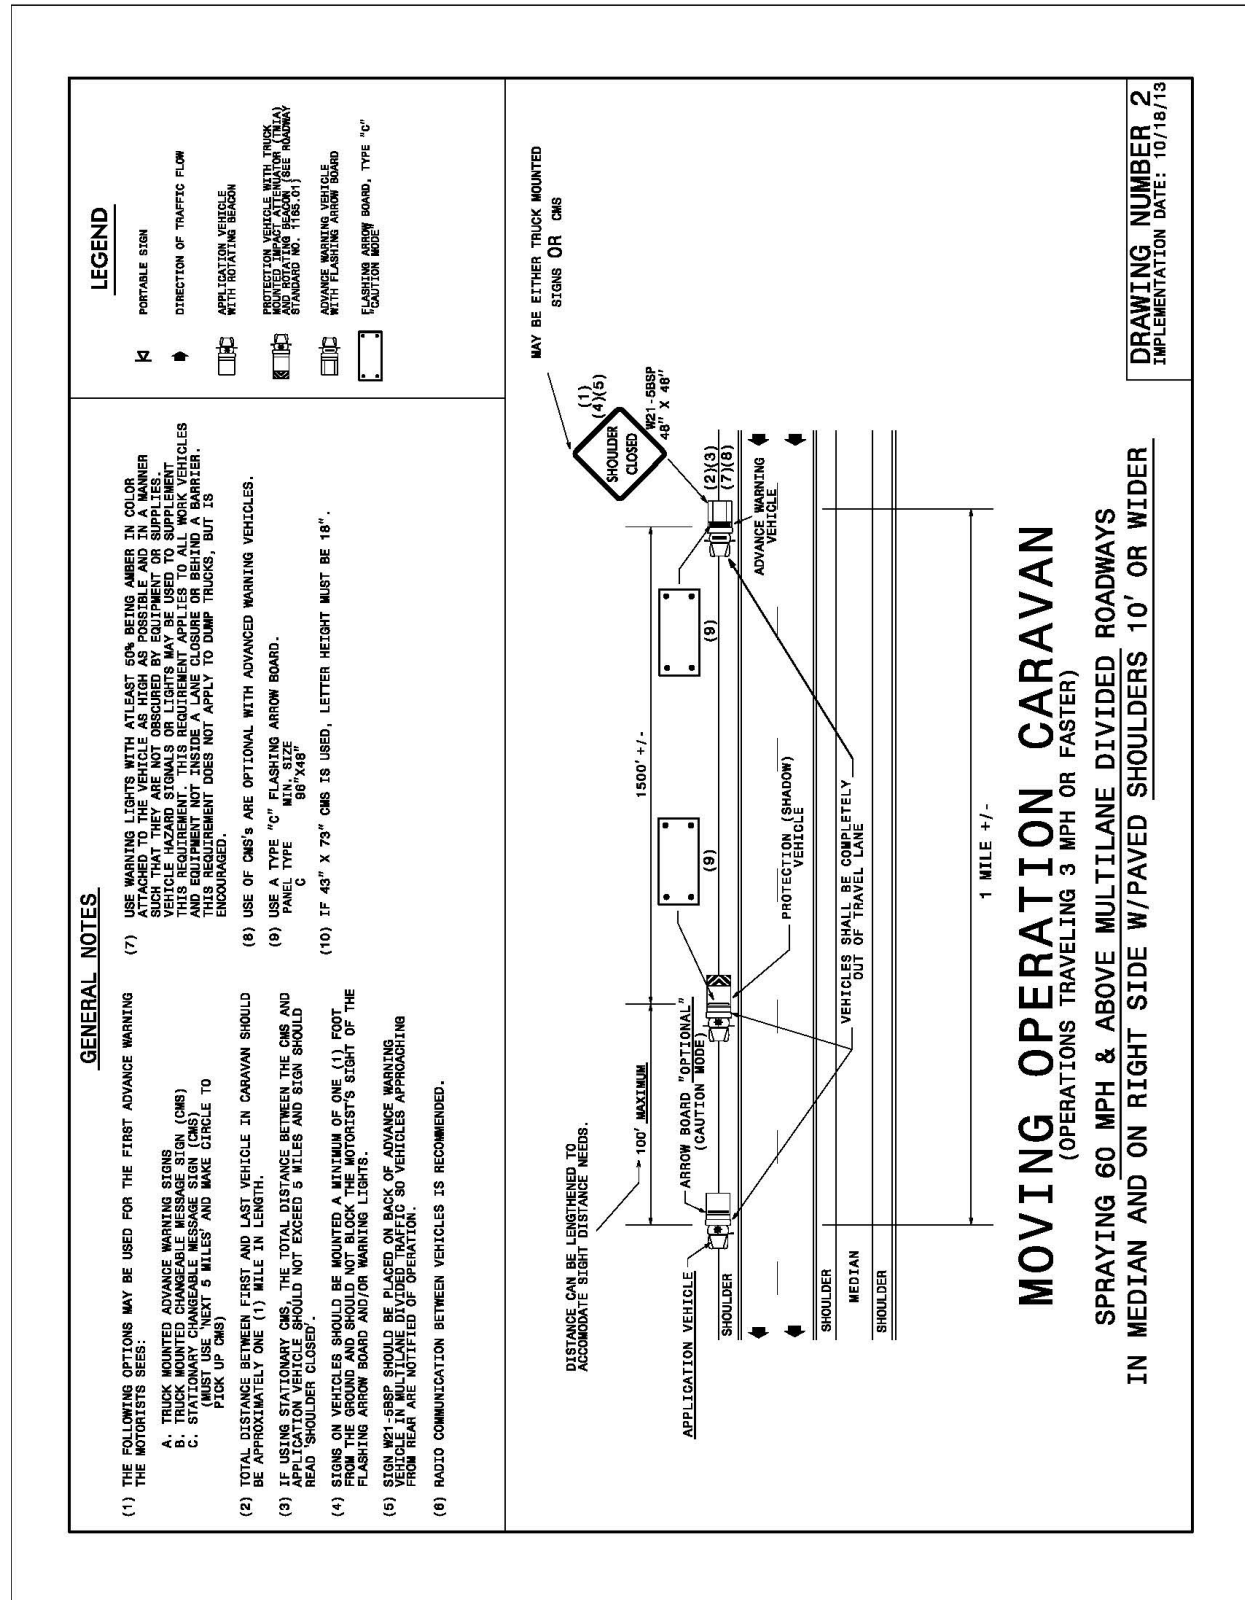 GENERAL NOTES
(1) THE FOLLOWING OPTIONS MAY BE USED FOR THE FIRST ADVANCE WARNING
THE MOTORISTS SEES:
A. TRUCK MOUNTED ADVANCE WARNING SIGNS
B. TRUCK MOUNTED CHANGEABLE MESSAGE SIGN (CMS)
C. STATIONARY CHANGEABLE MESSAGE SIGN (CMS)
(MUST USE 'NEXT 5 MILES' AND MAKE CIRCLE TO
PICK UP CMS)
(2) TOTAL DISTANCE BETWEEN FIRST AND LAST VEHICLE IN CARAVAN SHOULD
BE APPROXIMATELY ONE (1) MILE IN LENGTH.
(3) IF USING STATIONARY CMS, THE TOTAL DISTANCE BETWEEN THE CMS AND
APPLICATION VEHICLE SHOULD NOT EXCEED 5 MILES AND SIGN SHOULD
READ 'SHOULDER CLOSED'.
(4) SIGNS ON VEHICLES SHOULD BE MOUNTED A MINIMUM OF ONE (1) FOOT
FROM THE GROUND AND SHOULD NOT BLOCK THE MOTORIST'S SIGHT OF THE
FLASHING ARROW BOARD AND/OR WARNING LIGHTS.
(5) SIGN W21-5BSP SHOULD BE PLACED ON BACK OF ADVANCE WARNING
VEHICLE IN MULTILANE DIVIDED TRAFFIC SO VEHICLES APPROACHING
FROM REAR ARE NOTIFIED OF OPERATION.
(6) RADIO COMMUNICATION BETWEEN VEHICLES IS RECOMMENDED.
(7) USE WARNING LIGHTS WITH ATLEAST 50% BEING AMBER IN COLOR
ATTACHED TO THE VEHICLE AS HIGH AS POSSIBLE AND IN A MANNER
SUCH THAT THEY ARE NOT OBSCURED BY EQUIPMENT OR SUPPLIES.
VEHICLE HAZARD SIGNALS OR LIGHTS MAY BE USED TO SUPPLEMENT
THIS REQUIREMENT. THIS REQUIREMENT APPLIES TO ALL WORK VEHICLES
AND EQUIPMENT NOT INSIDE A LANE CLOSURE OR BEHIND A BARRIER.
THIS REQUIREMENT DOES NOT APPLY TO DUMP TRUCKS, BUT IS
ENCOURAGED.
(8) USE OF CMS's ARE OPTIONAL WITH ADVANCED WARNING VEHICLES.
(9) USE A TYPE "C" FLASHING ARROW BOARD.
PANEL TYPE MIN. SIZE
C 96"X48"
(10) IF 43" X 73" CMS IS USED, LETTER HEIGHT MUST BE 18".
LEGEND
PORTABLE SIGN
DIRECTION OF TRAFFIC FLOW
APPLICATION VEHICLE
WITH ROTATING BEACON
PROTECTION VEHICLE WITH TRUCK
MOUNTED IMPACT ATTENUATOR (TMIA)
AND ROTATING BEACON (SEE ROADWAY
STANDARD NO. 1165.01)
ADVANCE WARNING VEHICLE
WITH FLASHING ARROW BOARD
FLASHING ARROW BOARD, TYPE "C"
"CAUTION MODE"
MAY BE EITHER TRUCK MOUNTED
SIGNS OR CMS
(1)
(4)(5)
SHOULDER
CLOSED
W21-5BSP
48" X 48"
DISTANCE CAN BE LENGTHENED TO
ACCOMODATE SIGHT DISTANCE NEEDS.
100' MAXIMUM
1500' +/-
(9)
(9)
(2)(3)
(7)(8)
APPLICATION VEHICLE
ARROW BOARD "OPTIONAL"
(CAUTION MODE)
PROTECTION (SHADOW)
VEHICLE
ADVANCE WARNING
VEHICLE
SHOULDER
SHOULDER
MEDIAN
SHOULDER
VEHICLES SHALL BE COMPLETELY
OUT OF TRAVEL LANE
1 MILE +/-
MOVING OPERATION CARAVAN
(OPERATIONS TRAVELING 3 MPH OR FASTER)
SPRAYING 60 MPH & ABOVE MULTILANE DIVIDED ROADWAYS
IN MEDIAN AND ON RIGHT SIDE W/PAVED SHOULDERS 10' OR WIDER
DRAWING NUMBER 2
IMPLEMENTATION DATE: 10/18/13